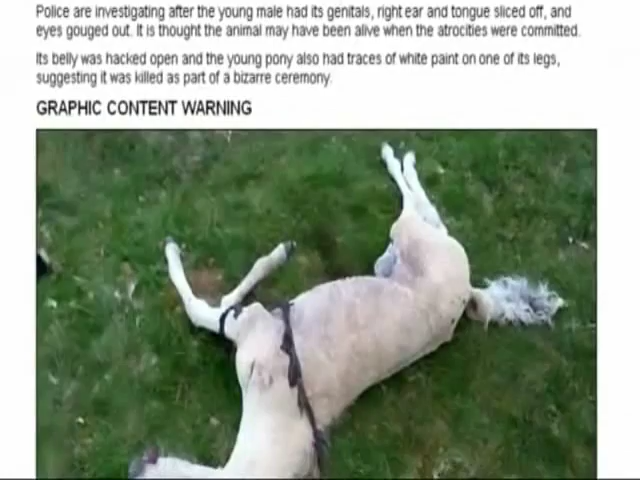 Police are investigating after the young male had its genitals, right ear and tongue sliced off, and
eyes gouged out. It is thought the animal may have been alive when the atrocities were committed.
Its belly was hacked open and the young pony also had traces of white paint on one of its legs,
suggesting it was killed as part of a bizarre ceremony.
GRAPHIC CONTENT WARNING